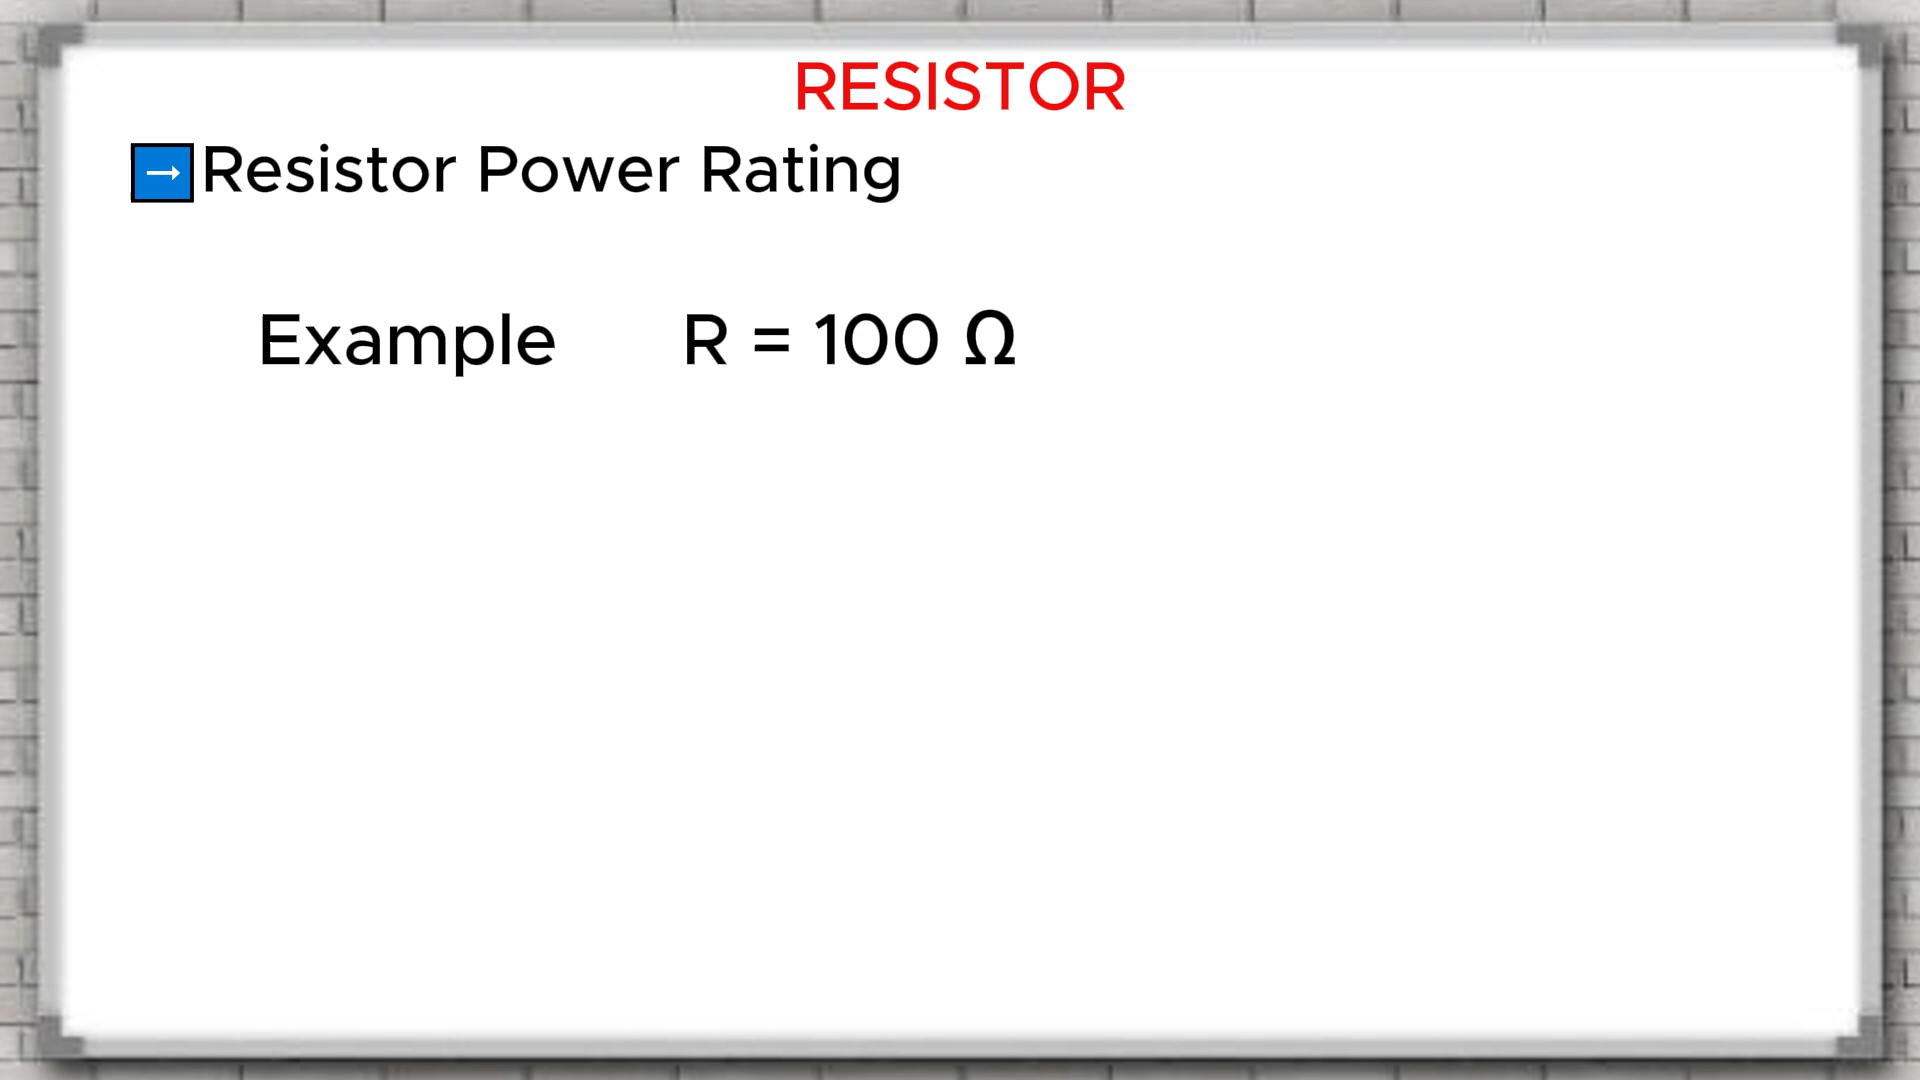 RESISTOR
→ Resistor Power Rating
Example R = 100 Ω